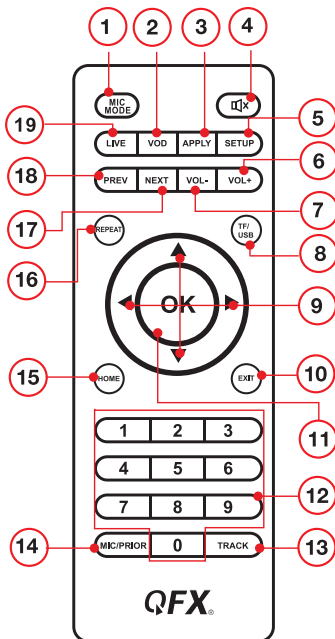 1 2 3 4
MIC MODE
5
19
LIVE VOD APPLY SETUP
6
18
PREV NEXT VOL- VOL+
17 7
REPEAT TF/ USB
16 8
OK
9
15 HOME EXIT 10
11
1 2 3
4 5 6
7 8 9 12
14 MIC/PRIOR 0 TRACK 13
QFX®